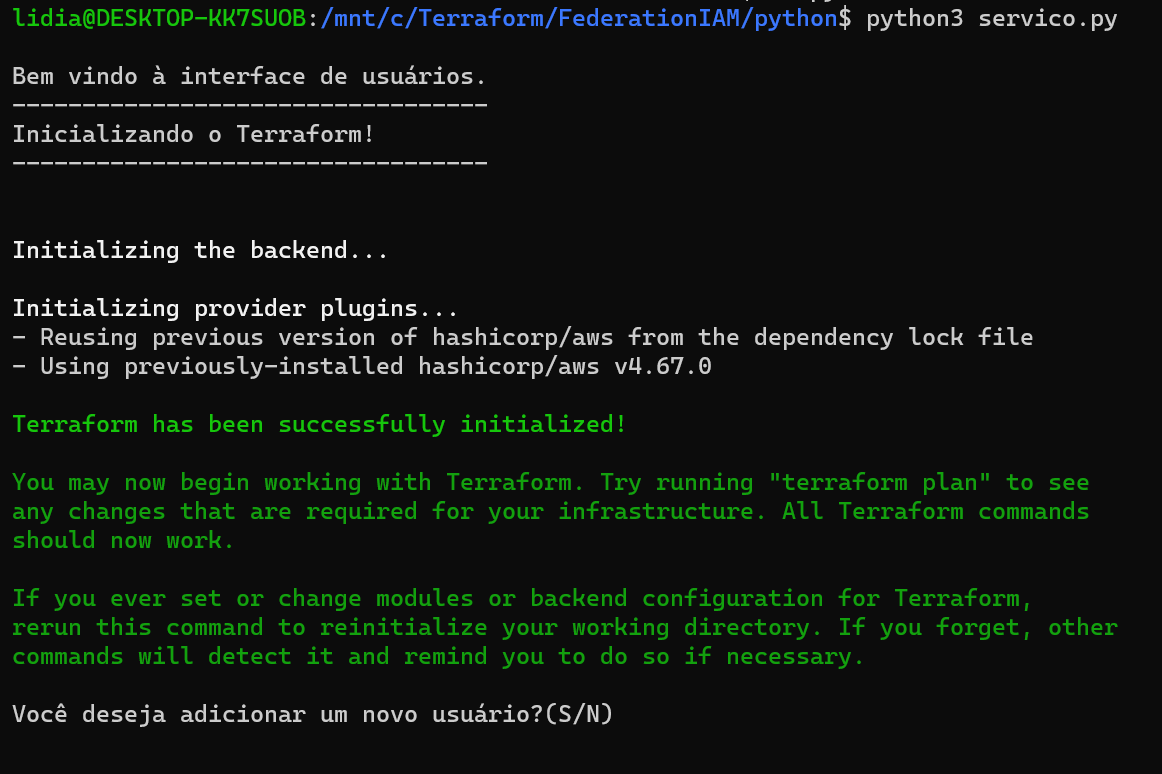 lidia@DESKTOP-KK7SUOB:/mnt/c/Terraform/FederationIAM/python$ python3 servico.py
Bem vindo à interface de usuários.
----------------------------------
Inicializando o Terraform!
----------------------------------
Initializing the backend...
Initializing provider plugins...
- Reusing previous version of hashicorp/aws from the dependency lock file
- Using previously-installed hashicorp/aws v4.67.0
Terraform has been successfully initialized!
You may now begin working with Terraform. Try running "terraform plan" to see
any changes that are required for your infrastructure. All Terraform commands
should now work.
If you ever set or change modules or backend configuration for Terraform,
rerun this command to reinitialize your working directory. If you forget, other
commands will detect it and remind you to do so if necessary.
Você deseja adicionar um novo usuário?(S/N)